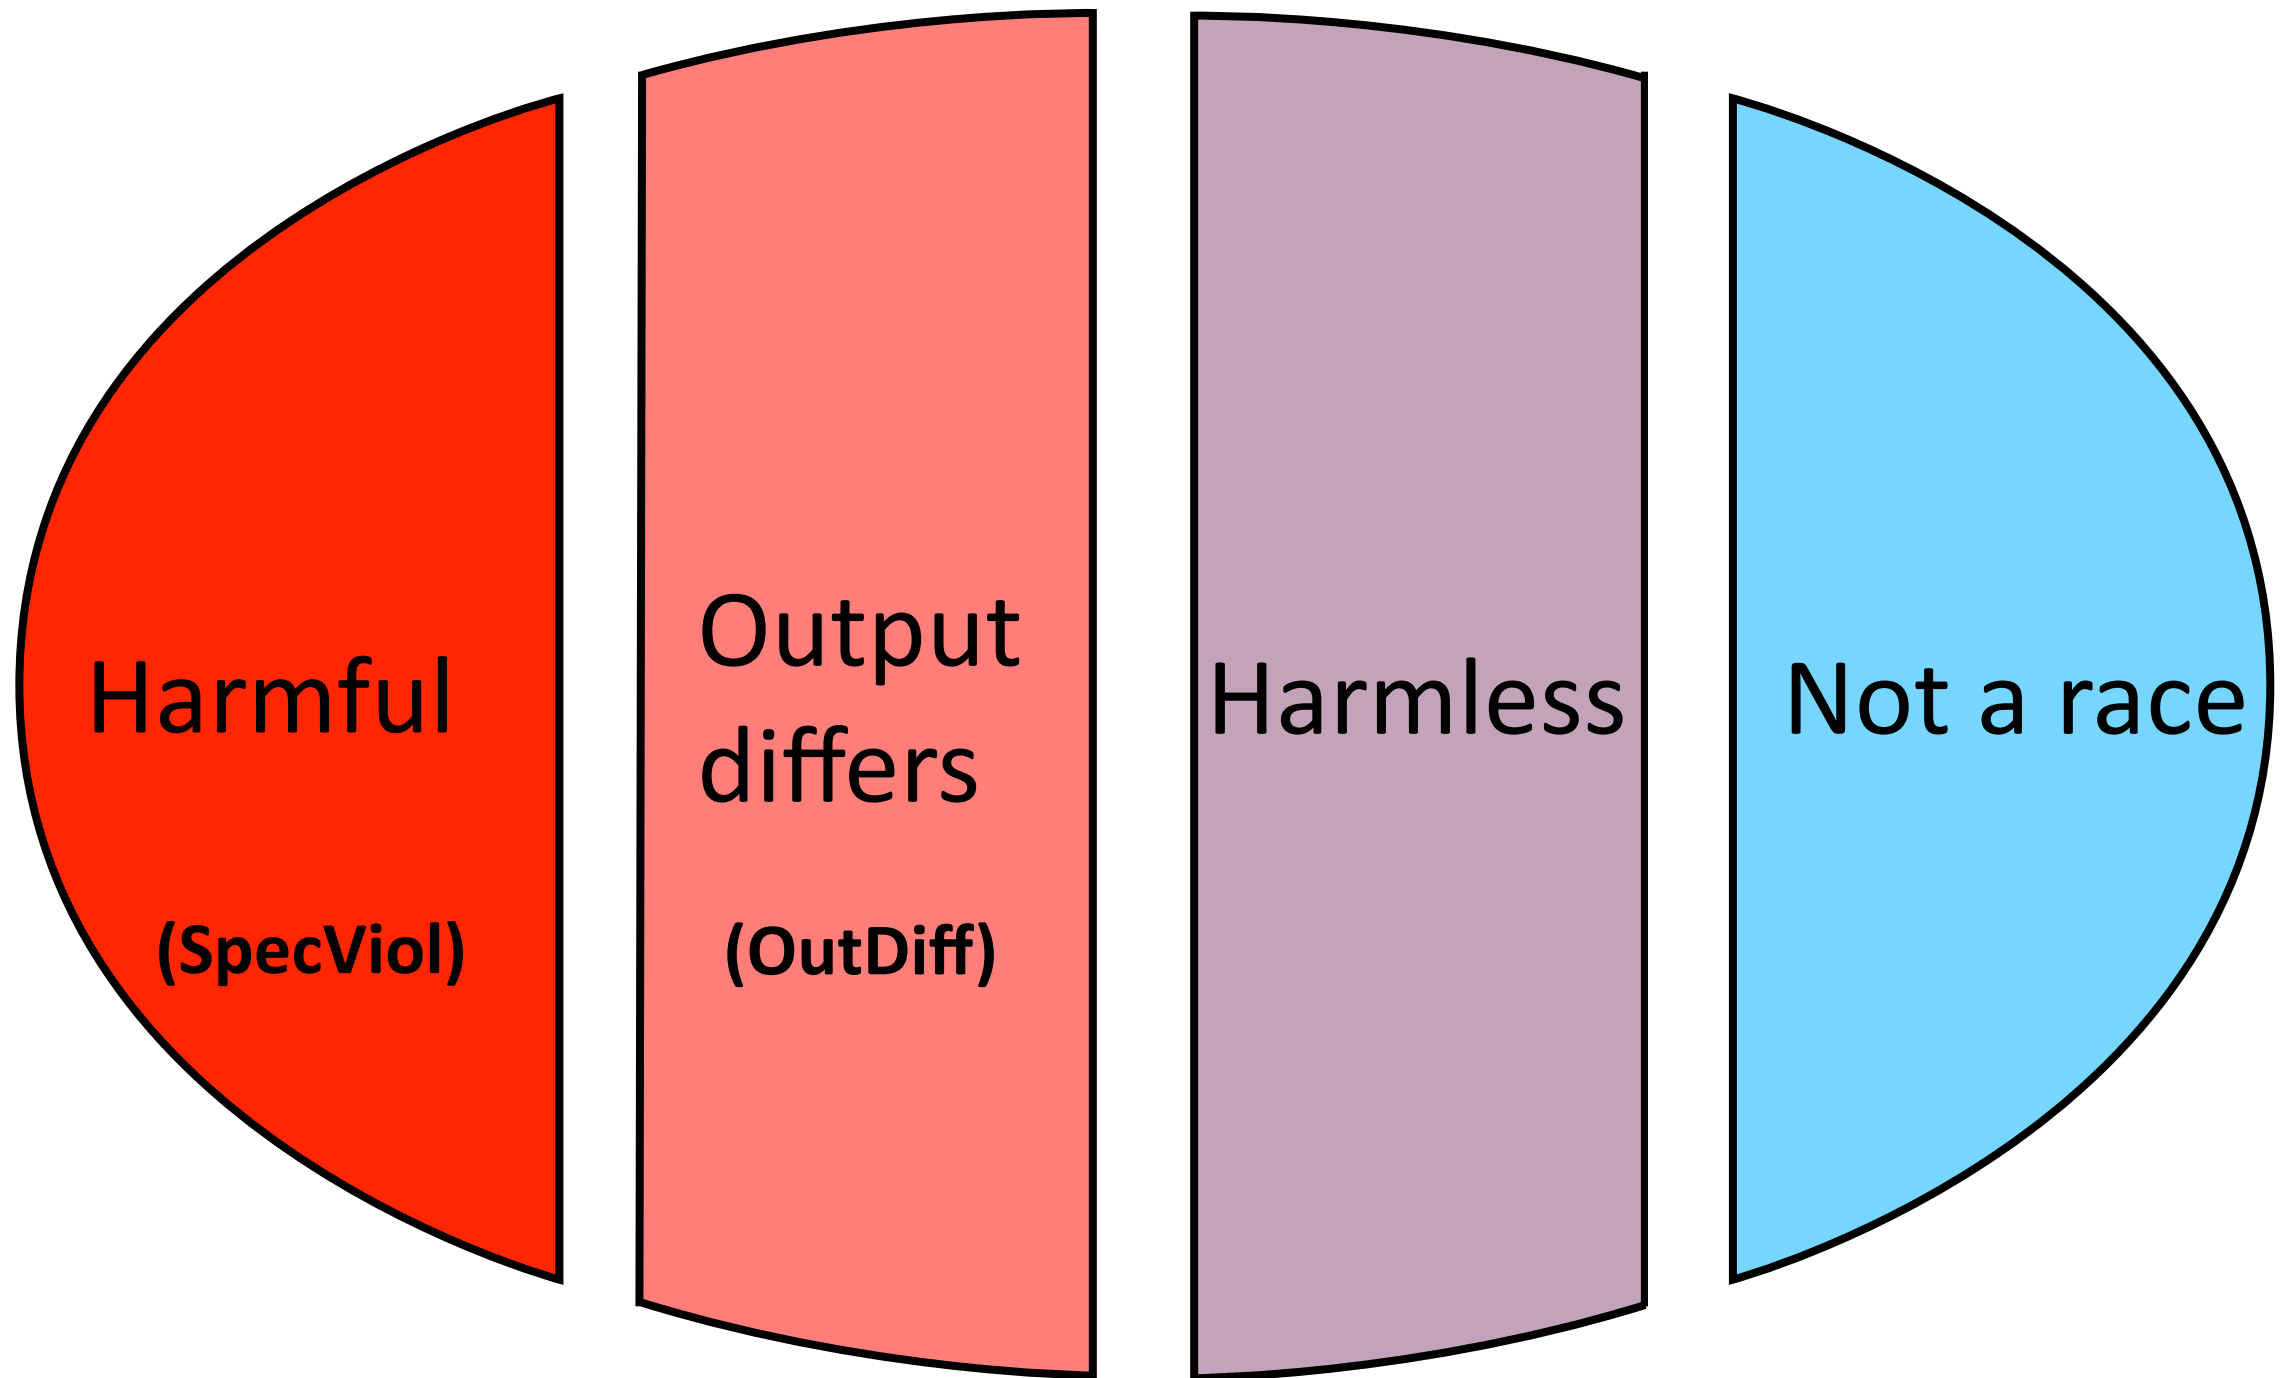 Harmful
(SpecViol)
Output
differs
(OutDiff)
Harmless
Not a race